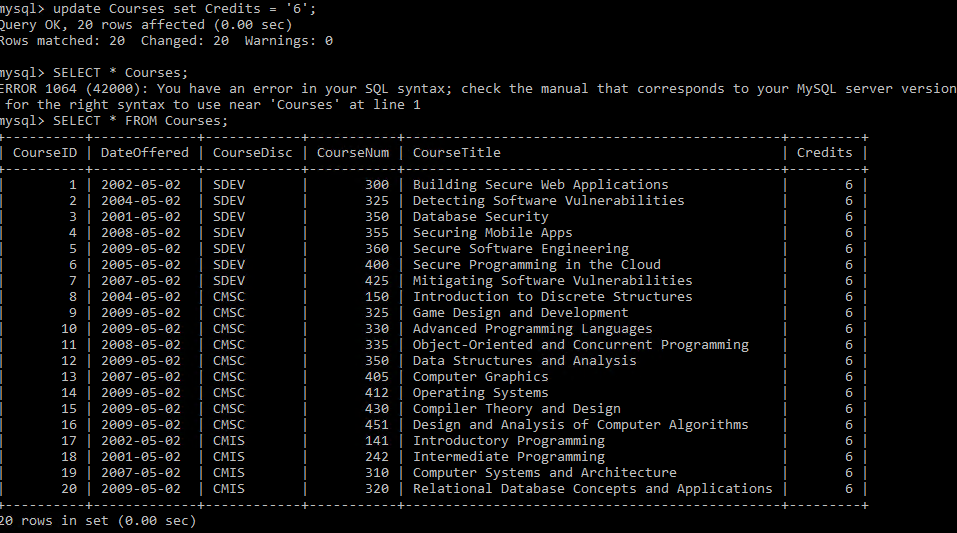 mysql> update Courses set Credits = '6';
Query OK, 20 rows affected (0.00 sec)
Rows matched: 20  Changed: 20  Warnings: 0
mysql> SELECT * Courses;
ERROR 1064 (42000): You have an error in your SQL syntax; check the manual that corresponds to your MySQL server version
for the right syntax to use near 'Courses' at line 1
mysql> SELECT * FROM Courses;
| CourseID | DateOffered | CourseDisc | CourseNum | CourseTitle | Credits |
| 1 | 2002-05-02 | SDEV | 300 | Building Secure Web Applications | 6 |
| 2 | 2004-05-02 | SDEV | 325 | Detecting Software Vulnerabilities | 6 |
| 3 | 2001-05-02 | SDEV | 350 | Database Security | 6 |
| 4 | 2008-05-02 | SDEV | 355 | Securing Mobile Apps | 6 |
| 5 | 2009-05-02 | SDEV | 360 | Secure Software Engineering | 6 |
| 6 | 2005-05-02 | SDEV | 400 | Secure Programming in the Cloud | 6 |
| 7 | 2007-05-02 | SDEV | 425 | Mitigating Software Vulnerabilities | 6 |
| 8 | 2004-05-02 | CMSC | 150 | Introduction to Discrete Structures | 6 |
| 9 | 2009-05-02 | CMSC | 325 | Game Design and Development | 6 |
| 10 | 2009-05-02 | CMSC | 330 | Advanced Programming Languages | 6 |
| 11 | 2008-05-02 | CMSC | 335 | Object-Oriented and Concurrent Programming | 6 |
| 12 | 2009-05-02 | CMSC | 350 | Data Structures and Analysis | 6 |
| 13 | 2007-05-02 | CMSC | 405 | Computer Graphics | 6 |
| 14 | 2009-05-02 | CMSC | 412 | Operating Systems | 6 |
| 15 | 2009-05-02 | CMSC | 430 | Compiler Theory and Design | 6 |
| 16 | 2009-05-02 | CMSC | 451 | Design and Analysis of Computer Algorithms | 6 |
| 17 | 2002-05-02 | CMIS | 141 | Introductory Programming | 6 |
| 18 | 2001-05-02 | CMIS | 242 | Intermediate Programming | 6 |
| 19 | 2007-05-02 | CMIS | 310 | Computer Systems and Architecture | 6 |
| 20 | 2009-05-02 | CMIS | 320 | Relational Database Concepts and Applications | 6 |
20 rows in set (0.00 sec)